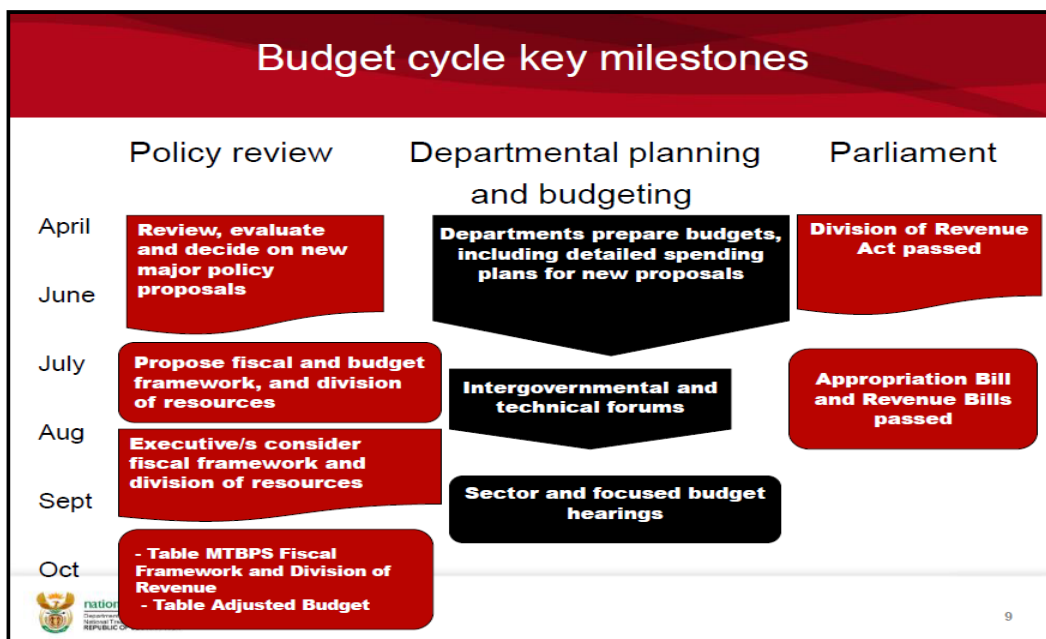 Budget cycle key milestones
Policy review
Departmental planning
and budgeting
Parliament
April
June
July
Aug
Sept
Oct
Review, evaluate
and decide on new
major policy
proposals
Propose fiscal and budget
framework, and division
of resources
Executive/s consider
fiscal framework and
division of resources
- Table MTBPS Fiscal
Framework and Division of
Revenue
- Table Adjusted Budget
Departments prepare budgets,
including detailed spending
plans for new proposals
Intergovernmental and
technical forums
Sector and focused budget
hearings
Division of Revenue
Act passed
Appropriation Bill
and Revenue Bills
passed
Department
National
REPUBLIC
9